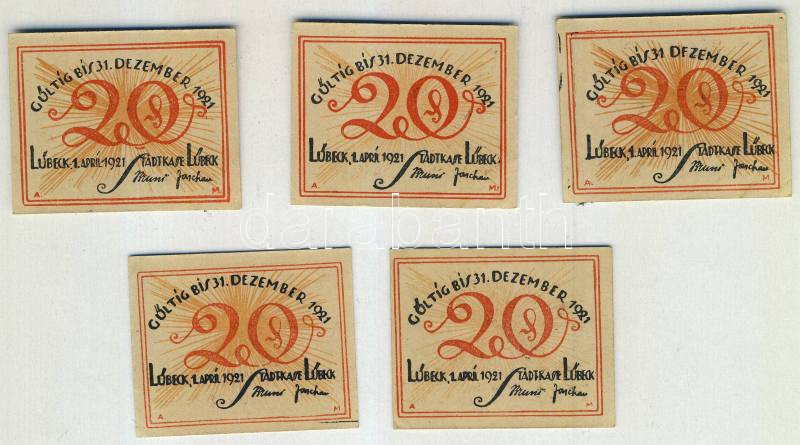 GÜLTIG BIS 31. DEZEMBER 1921
20
LÜBECK, 1. APRIL 1921 STADTKASSE LÜBECK
A. M.
GÜLTIG BIS 31. DEZEMBER 1921
20
LÜBECK, 1. APRIL 1921 STADTKASSE LÜBECK
A. M.
GÜLTIG BIS 31. DEZEMBER 1921
20
LÜBECK, 1. APRIL 1921 STADTKASSE LÜBECK
A. M.
darabanth
GÜLTIG BIS 31. DEZEMBER 1921
20
LÜBECK, 1. APRIL 1921 STADTKASSE LÜBECK
A. M.
GÜLTIG BIS 31. DEZEMBER 1921
20
LÜBECK, 1. APRIL 1921 STADTKASSE LÜBECK
A. M.